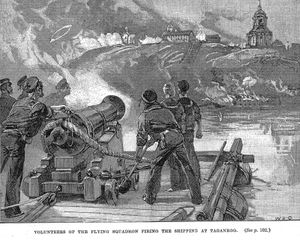 VOLUNTEERS OF THE FLYING SQUADRON FIRING THE SHIPPING AT TAGANROG. (See p. 102.)